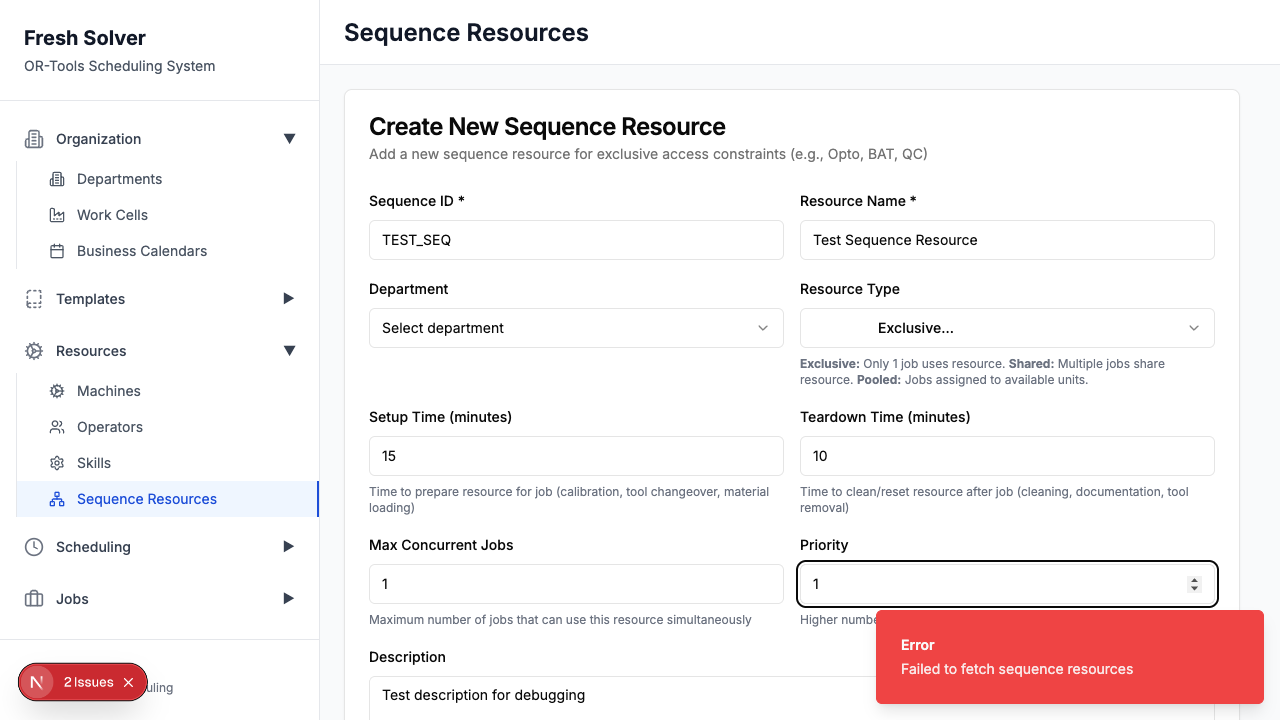 Fresh Solver
OR-Tools Scheduling System
Organization
Departments
Work Cells
Business Calendars
Templates
Resources
Machines
Operators
Skills
Sequence Resources
Scheduling
Jobs
N 2 Issues
uling
Sequence Resources
Create New Sequence Resource
Add a new sequence resource for exclusive access constraints (e.g., Opto, BAT, QC)
Sequence ID *
TEST_SEQ
Resource Name *
Test Sequence Resource
Department
Select department
Resource Type
Exclusive...
Exclusive: Only 1 job uses resource. Shared: Multiple jobs share
resource. Pooled: Jobs assigned to available units.
Setup Time (minutes)
15
Time to prepare resource for job (calibration, tool changeover, material
loading)
Teardown Time (minutes)
10
Time to clean/reset resource after job (cleaning, documentation, tool
removal)
Max Concurrent Jobs
1
Maximum number of jobs that can use this resource simultaneously
Priority
1
Higher numbe
Description
Test description for debugging
Error
Failed to fetch sequence resources